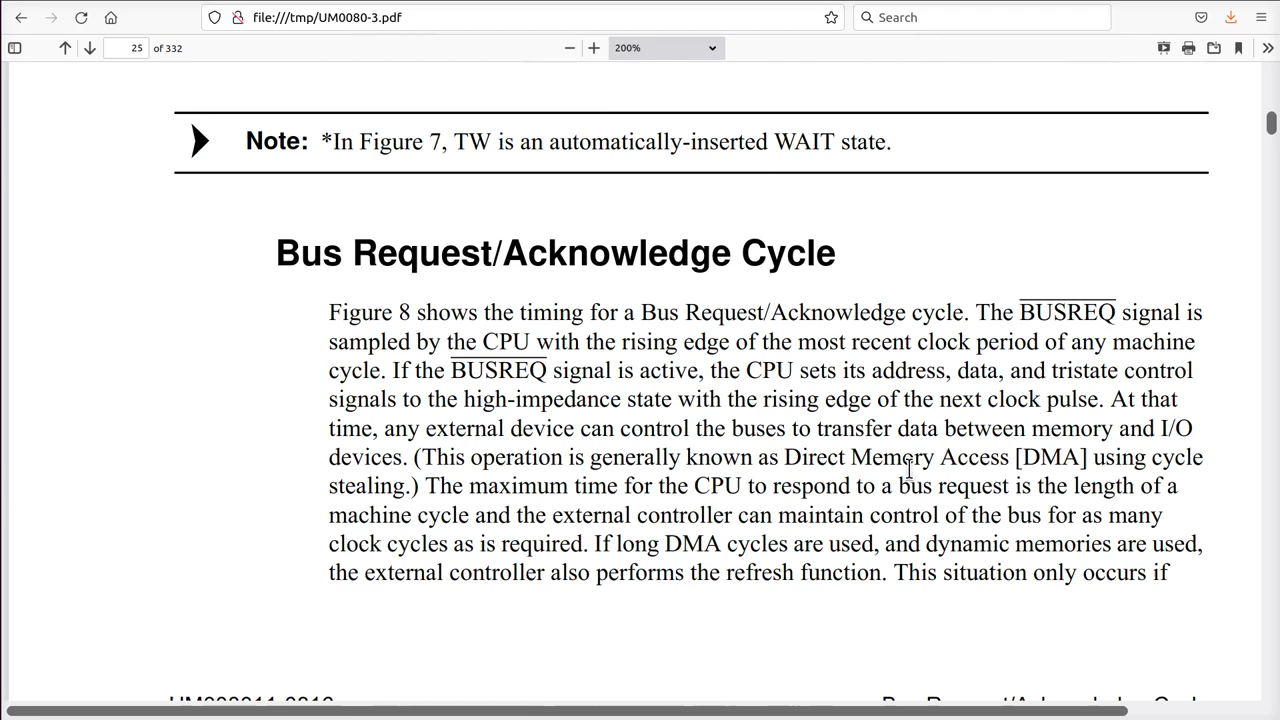 file:///tmp/UM0080-3.pdf
Search
25 of 332
200%
Note: *In Figure 7, TW is an automatically-inserted WAIT state.
Bus Request/Acknowledge Cycle
Figure 8 shows the timing for a Bus Request/Acknowledge cycle. The BUSREQ signal is
sampled by the CPU with the rising edge of the most recent clock period of any machine
cycle. If the BUSREQ signal is active, the CPU sets its address, data, and tristate control
signals to the high-impedance state with the rising edge of the next clock pulse. At that
time, any external device can control the buses to transfer data between memory and I/O
devices. (This operation is generally known as Direct Memory Access [DMA] using cycle
stealing.) The maximum time for the CPU to respond to a bus request is the length of a
machine cycle and the external controller can maintain control of the bus for as many
clock cycles as is required. If long DMA cycles are used, and dynamic memories are used,
the external controller also performs the refresh function. This situation only occurs if